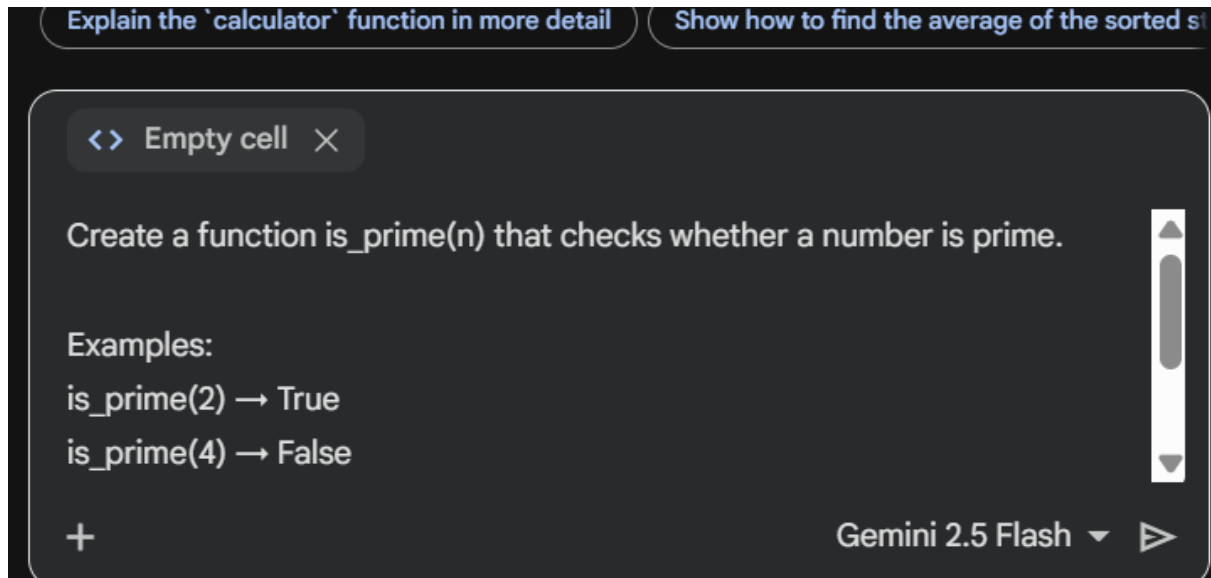 Explain the `calculator` function in more detail
Show how to find the average of the sorted
Empty cell
Create a function is_prime(n) that checks whether a number is prime.
Examples:
is_prime(2) → True
is_prime(4) → False
Gemini 2.5 Flash